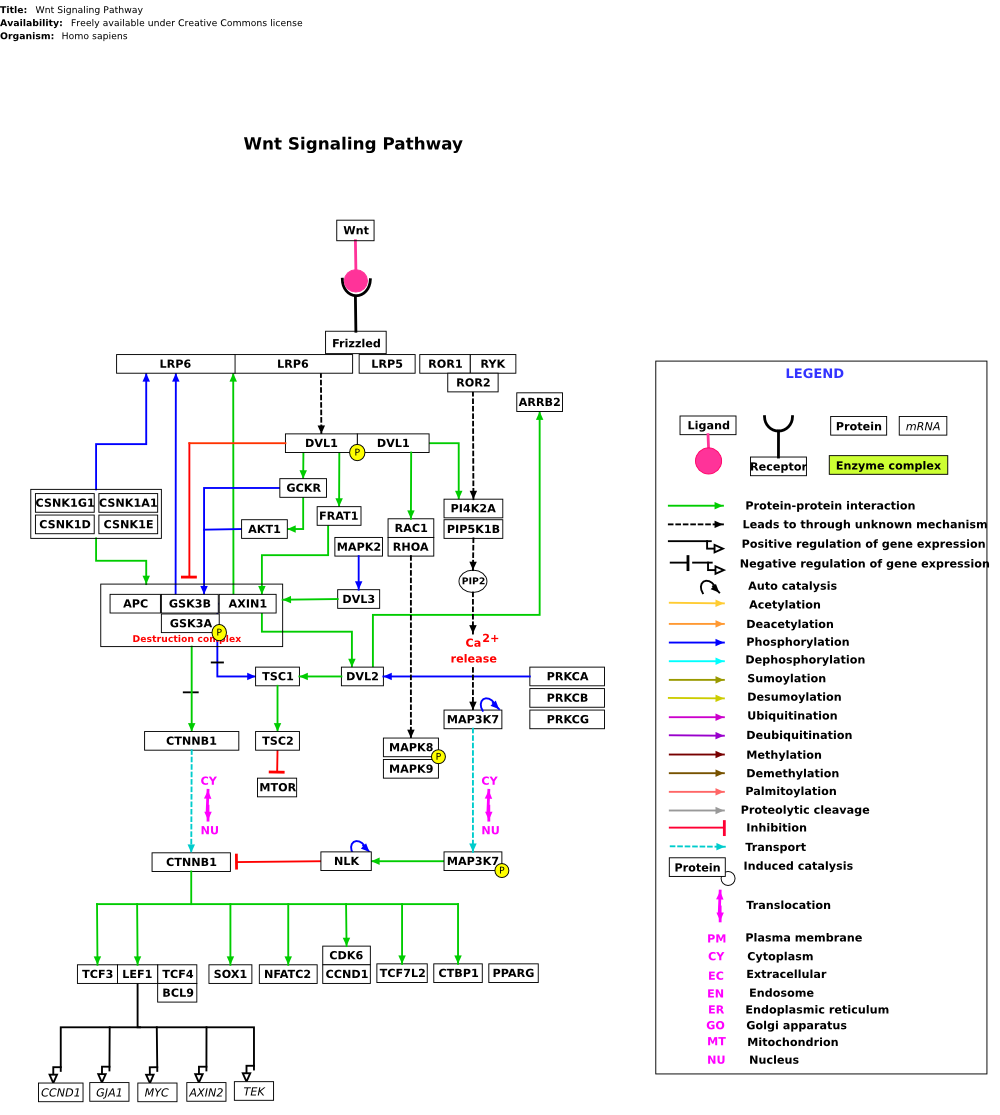 Title: Wnt Signaling Pathway
Availability: Freely available under Creative Commons license
Organism: Homo sapiens
Wnt Signaling Pathway
Wnt
Frizzled
LRP6 LRP6 LRP5 ROR1 RYK
ROR2
ARRB2
DVL1 DVL1
P
GCKR
CSNK1G1 CSNK1A1
CSNK1D CSNK1E
AKT1
FRAT1
PI4K2A
PIP5K1B
RAC1
RHOA
MAPK2
PIP2
APC GSK3B AXIN1
GSK3A
P
Destruction complex
DVL3
Ca2+
release
TSC1
DVL2
PRKCA
PRKCB
PRKCG
MAP3K7
CTNNB1
TSC2
MAPK8
P
MAPK9
MTOR
CY
NU
CY
NU
CTNNB1
NLK
MAP3K7
P
CDK6
TCF3 LEF1 TCF4 SOX1 NFATC2 CCND1 TCF7L2 CTBP1 PPARG
BCL9
CCND1 GJA1 MYC AXIN2 TEK
LEGEND
Ligand
Receptor
Protein mRNA
Enzyme complex
Protein-protein interaction
Leads to through unknown mechanism
Positive regulation of gene expression
Negative regulation of gene expression
Auto catalysis
Acetylation
Deacetylation
Phosphorylation
Dephosphorylation
Sumoylation
Desumoylation
Ubiquitination
Deubiquitination
Methylation
Demethylation
Palmitoylation
Proteolytic cleavage
Inhibition
Transport
Protein Induced catalysis
Translocation
PM Plasma membrane
CY Cytoplasm
EC Extracellular
EN Endosome
ER Endoplasmic reticulum
GO Golgi apparatus
MT Mitochondrion
NU Nucleus